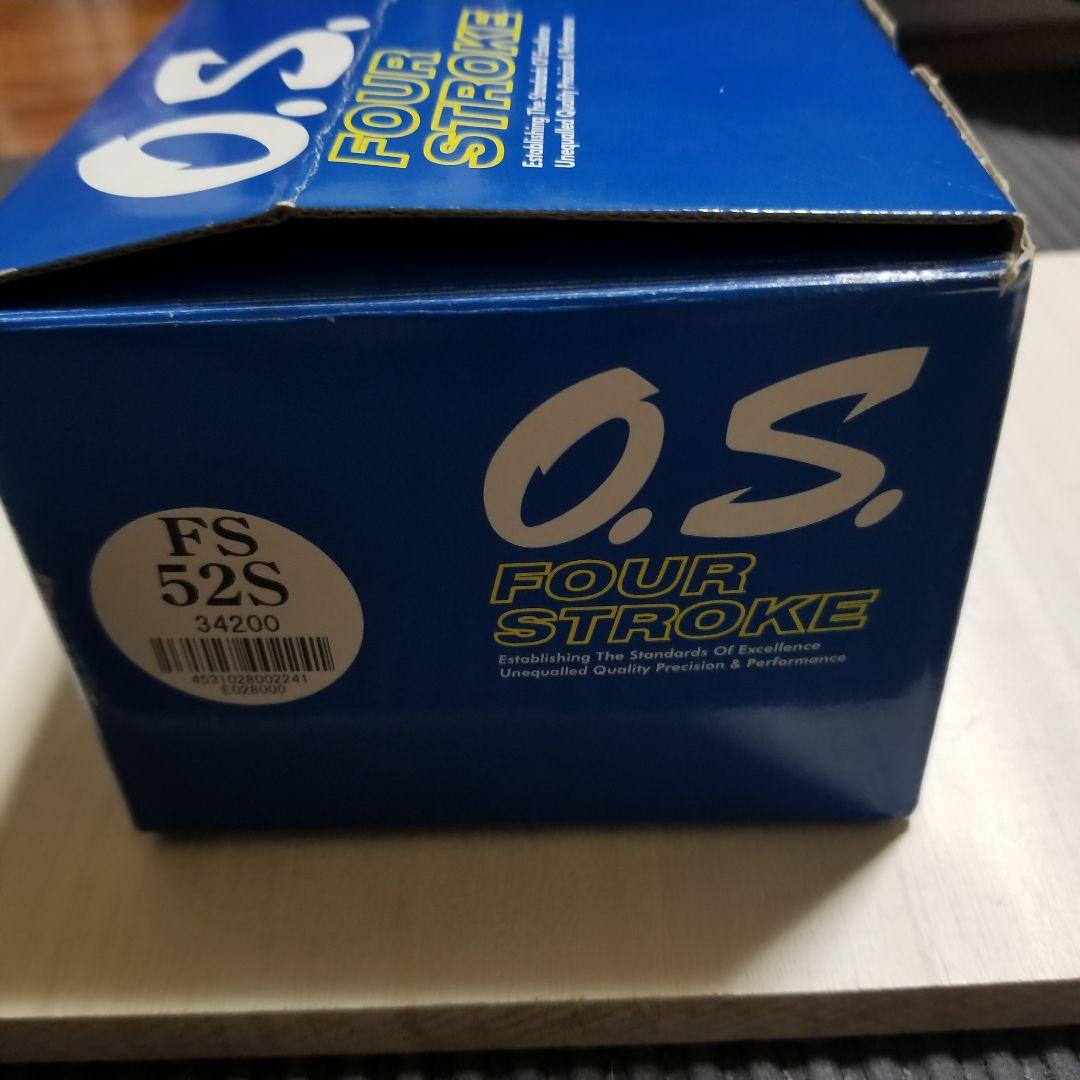 O.S.
FOUR
STROKE
Establishing The Standards Of Excellence
Unequalled Quality Precision & Performance
O.S.
FOUR
STROKE
Establishing The Standards Of Excellence
Unequalled Quality Precision & Performance
FS
52S
34200
4531028002241
E028000